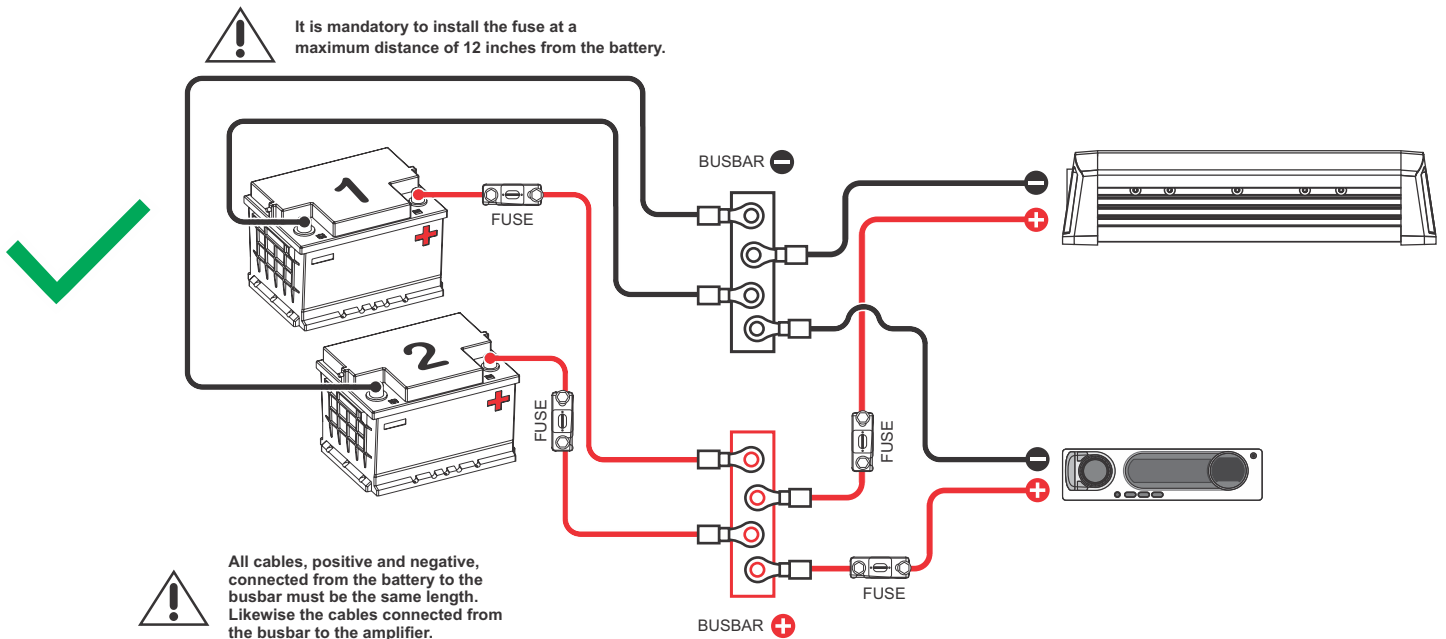 It is mandatory to install the fuse at a
maximum distance of 12 inches from the battery.
BUSBAR
1
FUSE
2
FUSE
FUSE
FUSE
All cables, positive and negative,
connected from the battery to the
busbar must be the same length.
Likewise the cables connected from
the busbar to the amplifier.
BUSBAR